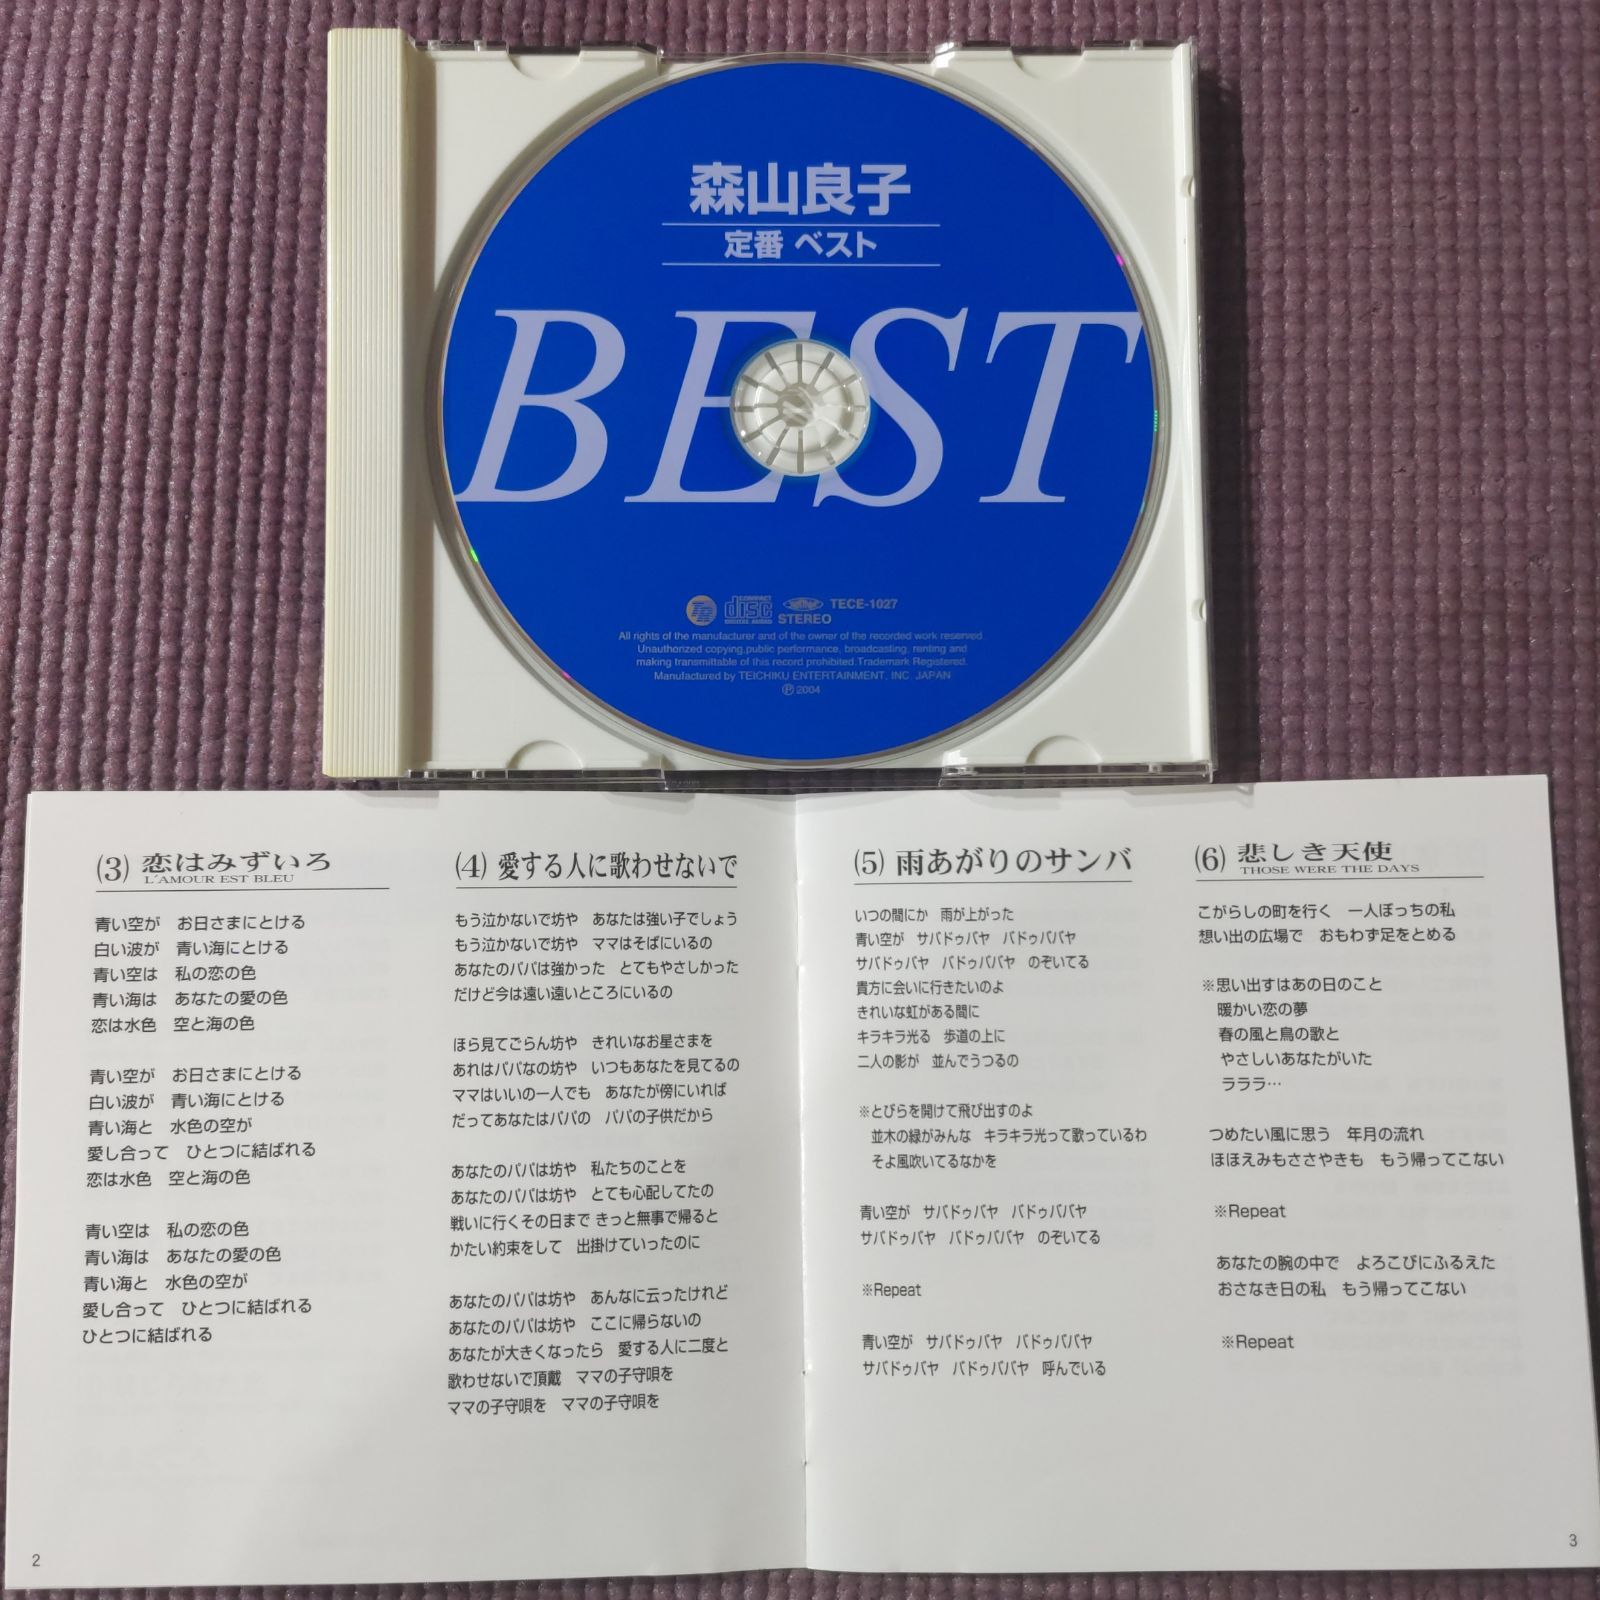 森山良子
定番 ベスト
BEST
COMPACT
disc
DIGITAL AUDIO
STEREO
TECE-1027
All rights of the manufacturer and of the owner of the recorded work reserved.
Unauthorized copying,public performance, broadcasting, renting and
making transmittable of this record prohibited.Trademark Registered.
Manufactured by TEICHIKU ENTERTAINMENT, INC. JAPAN
Ⓟ 2004
(3) 恋はみずいろ
L'AMOUR EST BLEU
青い空が　お日さまにとける
白い波が　青い海にとける
青い空は　私の恋の色
青い海は　あなたの愛の色
恋は水色　空と海の色
青い空が　お日さまにとける
白い波が　青い海にとける
青い海と　水色の空が
愛し合って　ひとつに結ばれる
恋は水色　空と海の色
青い空は　私の恋の色
青い海は　あなたの愛の色
青い海と　水色の空が
愛し合って　ひとつに結ばれる
ひとつに結ばれる
(4) 愛する人に歌わせないで
もう泣かないで坊や　あなたは強い子でしょう
もう泣かないで坊や　ママはそばにいるの
あなたのパパは強かった　とてもやさしかった
だけど今は遠い遠いところにいるの
ほら見てごらん坊や　きれいなお星さまを
あれはパパなの坊や　いつもあなたを見てるの
ママはいいの一人でも　あなたが傍にいれば
だってあなたはパパの　パパの子供だから
あなたのパパは坊や　私たちのことを
あなたのパパは坊や　とても心配してたの
戦いに行くその日まで きっと無事で帰ると
かたい約束をして　出掛けていったのに
あなたのパパは坊や　あんなに云ったけれど
あなたのパパは坊や　ここに帰らないの
あなたが大きくなったら　愛する人に二度と
歌わせないで頂戴　ママの子守唄を
ママの子守唄を　ママの子守唄を
2
(5) 雨あがりのサンバ
いつの間にか　雨が上がった
青い空が　サバドゥバヤ　バドゥババヤ
サバドゥバヤ　バドゥババヤ　のぞいてる
貴方に会いに行きたいのよ
きれいな虹がある間に
キラキラ光る　歩道の上に
二人の影が　並んでうつるの
※とびらを開けて飛び出すのよ
並木の緑がみんな　キラキラ光って歌っているわ
そよ風吹いてるなかを
青い空が　サバドゥバヤ　バドゥババヤ
サバドゥバヤ　バドゥババヤ　のぞいてる
※Repeat
青い空が　サバドゥバヤ　バドゥババヤ
サバドゥバヤ　バドゥババヤ　呼んでいる
(6) 悲しき天使
THOSE WERE THE DAYS
こがらしの町を行く　一人ぼっちの私
想い出の広場で　おもわず足をとめる
※思い出すはあの日のこと
暖かい恋の夢
春の風と鳥の歌と
やさしいあなたがいた
ラララ…
つめたい風に思う　年月の流れ
ほほえみもささやきも　もう帰ってこない
※Repeat
あなたの腕の中で　よろこびにふるえた
おさなき日の私　もう帰ってこない
※Repeat
3